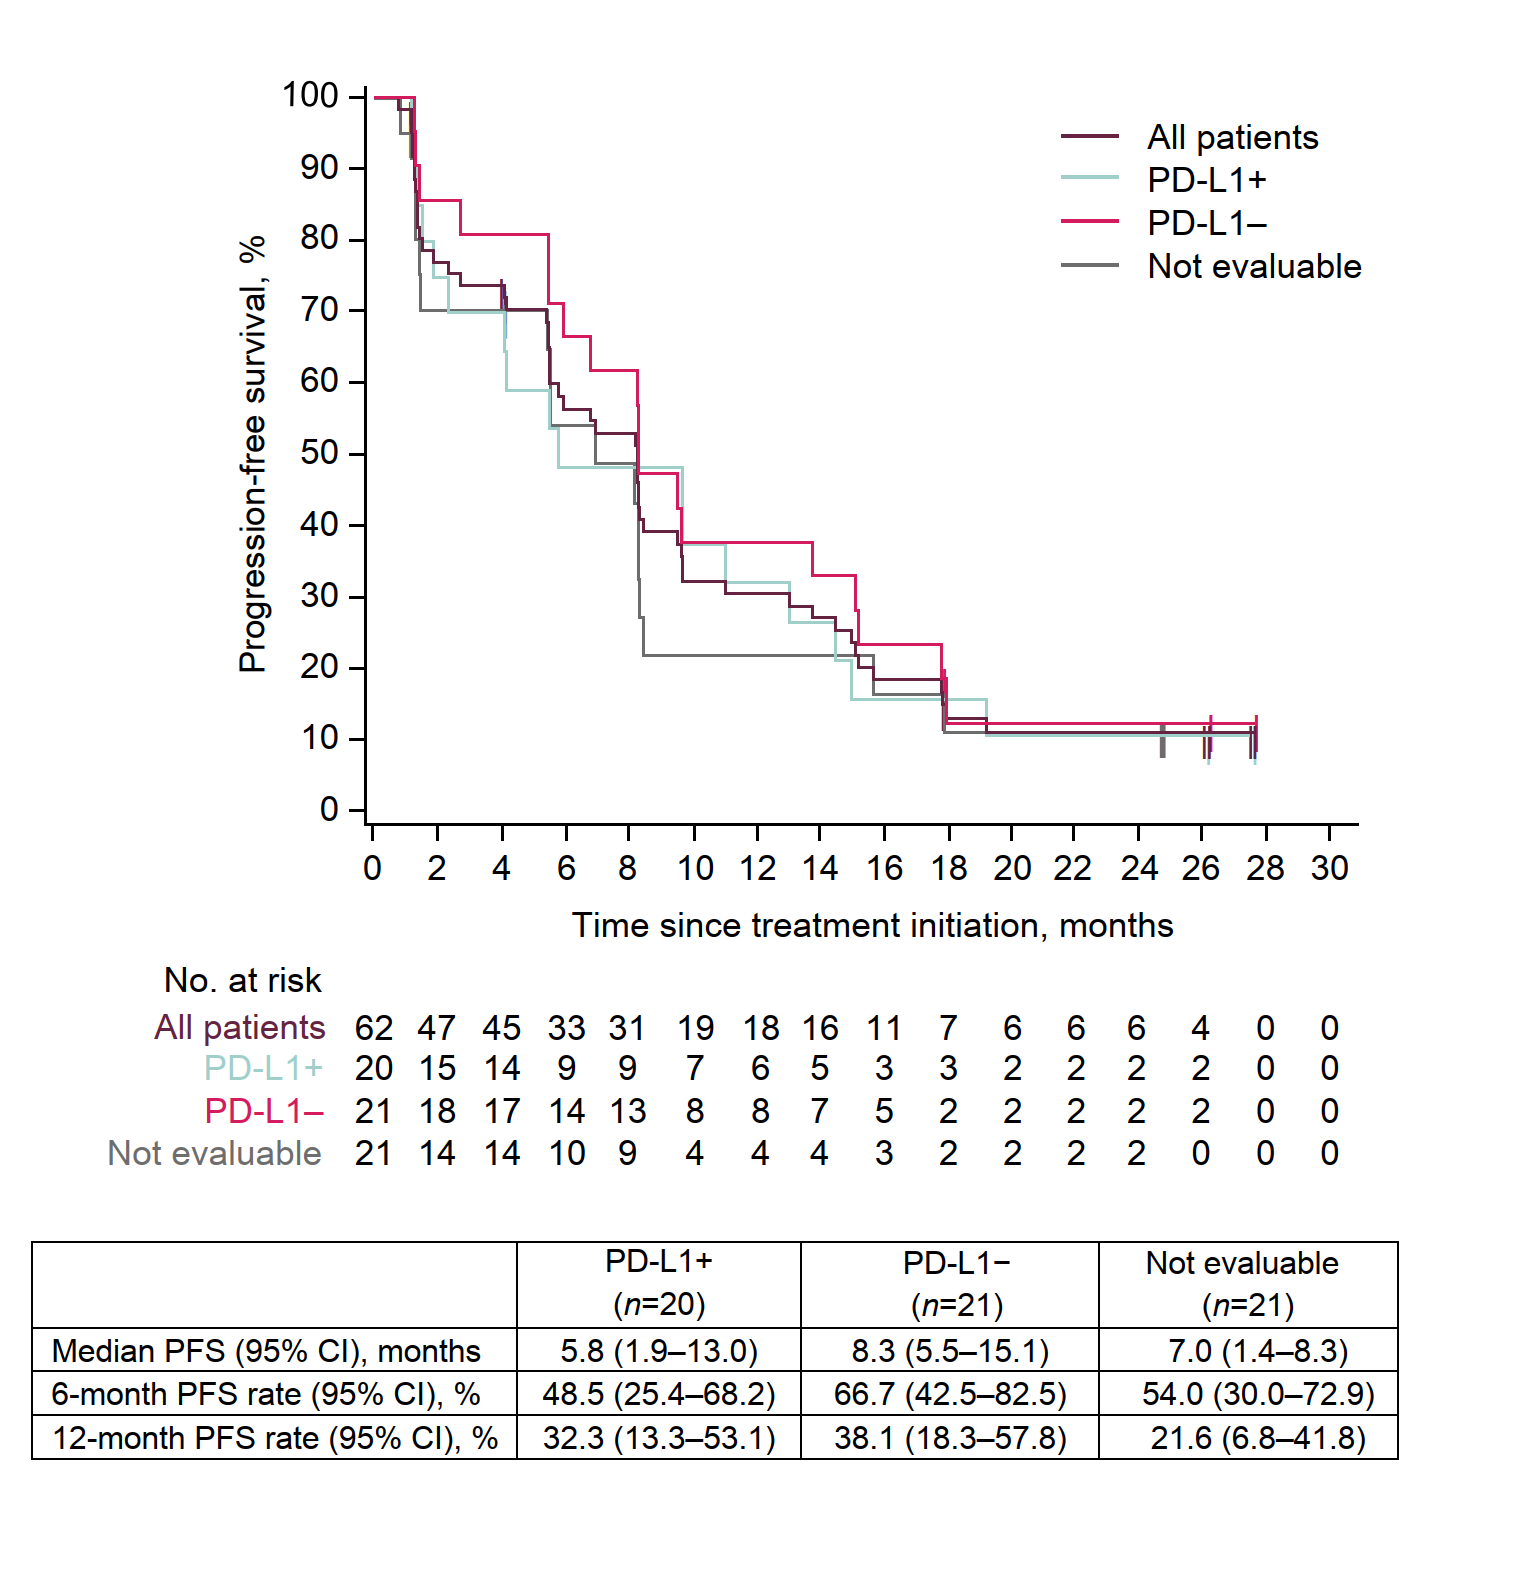 100
90
80
70
60
50
40
30
20
10
0
Progression-free survival, %
All patients
PD-L1+
PD-L1–
Not evaluable
0 2 4 6 8 10 12 14 16 18 20 22 24 26 28 30
Time since treatment initiation, months
No. at risk
All patients 62 47 45 33 31 19 18 16 11 7 6 6 6 4 0 0
PD-L1+ 20 15 14 9 9 7 6 5 3 3 2 2 2 2 0 0
PD-L1– 21 18 17 14 13 8 8 7 5 2 2 2 2 2 0 0
Not evaluable 21 14 14 10 9 4 4 4 3 2 2 2 2 0 0 0
PD-L1+ PD-L1− Not evaluable
(n=20) (n=21) (n=21)
Median PFS (95% CI), months 5.8 (1.9–13.0) 8.3 (5.5–15.1) 7.0 (1.4–8.3)
6-month PFS rate (95% CI), % 48.5 (25.4–68.2) 66.7 (42.5–82.5) 54.0 (30.0–72.9)
12-month PFS rate (95% CI), % 32.3 (13.3–53.1) 38.1 (18.3–57.8) 21.6 (6.8–41.8)